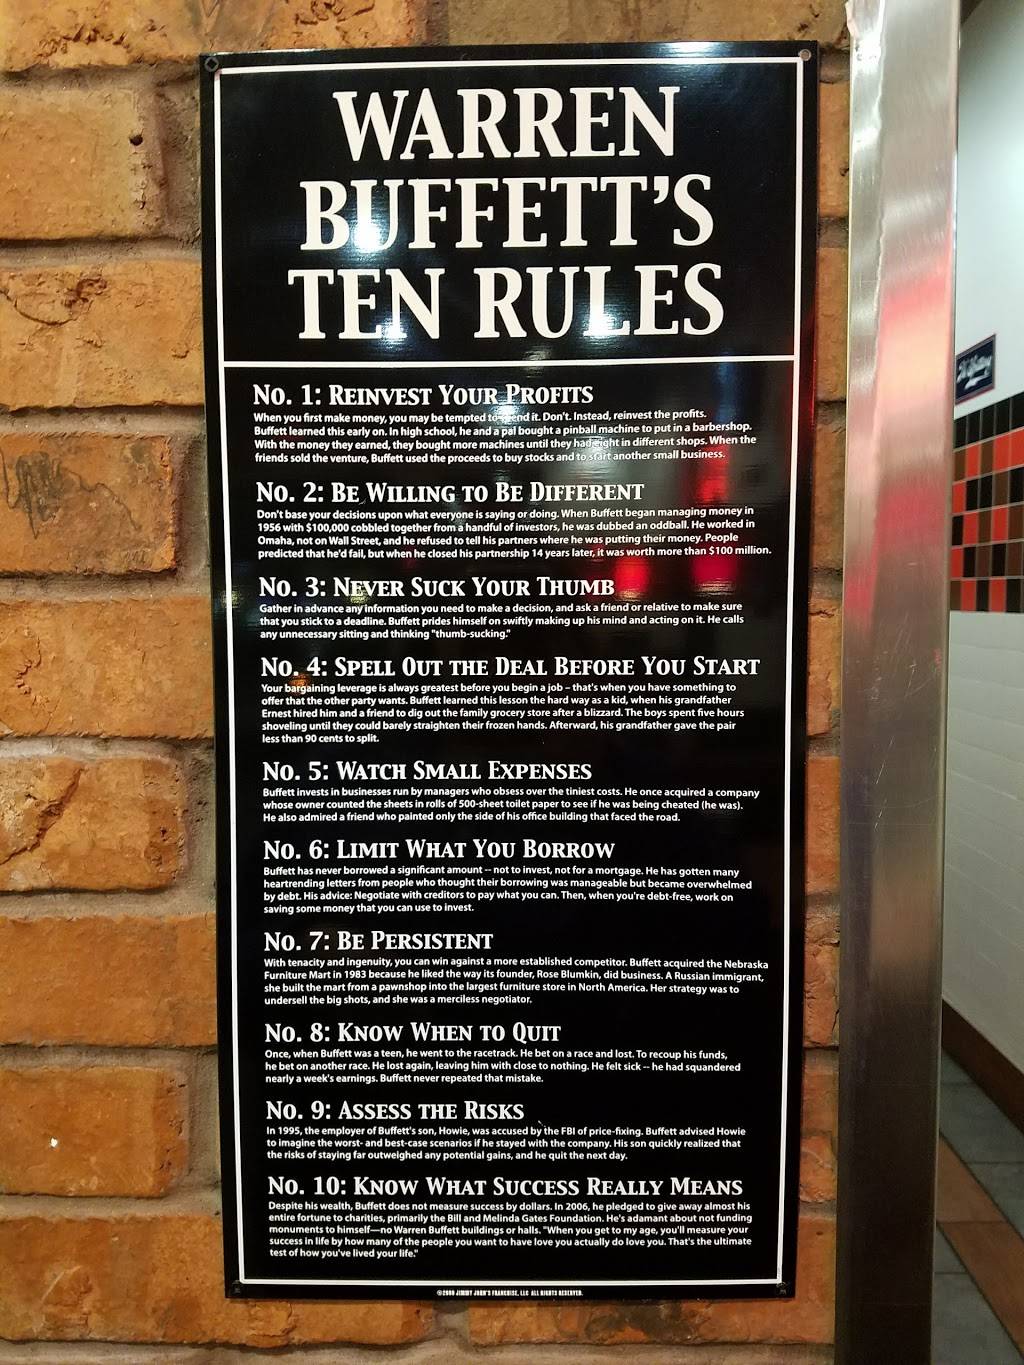 WARREN
BUFFETT'S
TEN RULES
No. 1: Reinvest Your Profits
When you first make money, you may be tempted to spend it. Don't. Instead, reinvest the profits.
Buffett learned this early on. In high school, he and a pal bought a pinball machine to put in a barbershop.
With the money they earned, they bought more machines until they had eight in different shops. When the
friends sold the venture, Buffett used the proceeds to buy stocks and to start another small business.
No. 2: Be Willing to Be Different
Don't base your decisions upon what everyone is saying or doing. When Buffett began managing money in
1956 with $100,000 cobbled together from a handful of investors, he was dubbed an oddball. He worked in
Omaha, not on Wall Street, and he refused to tell his partners where he was putting their money. People
predicted that he'd fail, but when he closed his partnership 14 years later, it was worth more than $100 million.
No. 3: Never Suck Your Thumb
Gather in advance any information you need to make a decision, and ask a friend or relative to make sure
that you stick to a deadline. Buffett prides himself on swiftly making up his mind and acting on it. He calls
any unnecessary sitting and thinking "thumb-sucking."
No. 4: Spell Out the Deal Before You Start
Your bargaining leverage is always greatest before you begin a job – that's when you have something to
offer that the other party wants. Buffett learned this lesson the hard way as a kid, when his grandfather
Ernest hired him and a friend to dig out the family grocery store after a blizzard. The boys spent five hours
shoveling until they could barely straighten their frozen hands. Afterward, his grandfather gave the pair
less than 90 cents to split.
No. 5: Watch Small Expenses
Buffett invests in businesses run by managers who obsess over the tiniest costs. He once acquired a company
whose owner counted the sheets in rolls of 500-sheet toilet paper to see if he was being cheated (he was).
He also admired a friend who painted only the side of his office building that faced the road.
No. 6: Limit What You Borrow
Buffett has never borrowed a significant amount -- not to invest, not for a mortgage. He has gotten many
heartrending letters from people who thought their borrowing was manageable but became overwhelmed
by debt. His advice: Negotiate with creditors to pay what you can. Then, when you're debt-free, work on
saving some money that you can use to invest.
No. 7: Be Persistent
With tenacity and ingenuity, you can win against a more established competitor. Buffett acquired the Nebraska
Furniture Mart in 1983 because he liked the way its founder, Rose Blumkin, did business. A Russian immigrant,
she built the mart from a pawnshop into the largest furniture store in North America. Her strategy was to
undersell the big shots, and she was a merciless negotiator.
No. 8: Know When to Quit
Once, when Buffett was a teen, he went to the racetrack. He bet on a race and lost. To recoup his funds,
he bet on another race. He lost again, leaving him with close to nothing. He felt sick -- he had squandered
nearly a week's earnings. Buffett never repeated that mistake.
No. 9: Assess the Risks
In 1995, the employer of Buffett's son, Howie, was accused by the FBI of price-fixing. Buffett advised Howie
to imagine the worst- and best-case scenarios if he stayed with the company. His son quickly realized that
the risks of staying far outweighed any potential gains, and he quit the next day.
No. 10: Know What Success Really Means
Despite his wealth, Buffett does not measure success by dollars. In 2006, he pledged to give away almost his
entire fortune to charities, primarily the Bill and Melinda Gates Foundation. He's adamant about not funding
monuments to himself—no Warren Buffett buildings or halls. "When you get to my age, you'll measure your
success in life by how many of the people you want to have love you actually do love you. That's the ultimate
test of how you've lived your life."
JIMMY JOHN'S FRANCHISE, LLC ALL RIGHTS RESERVED.